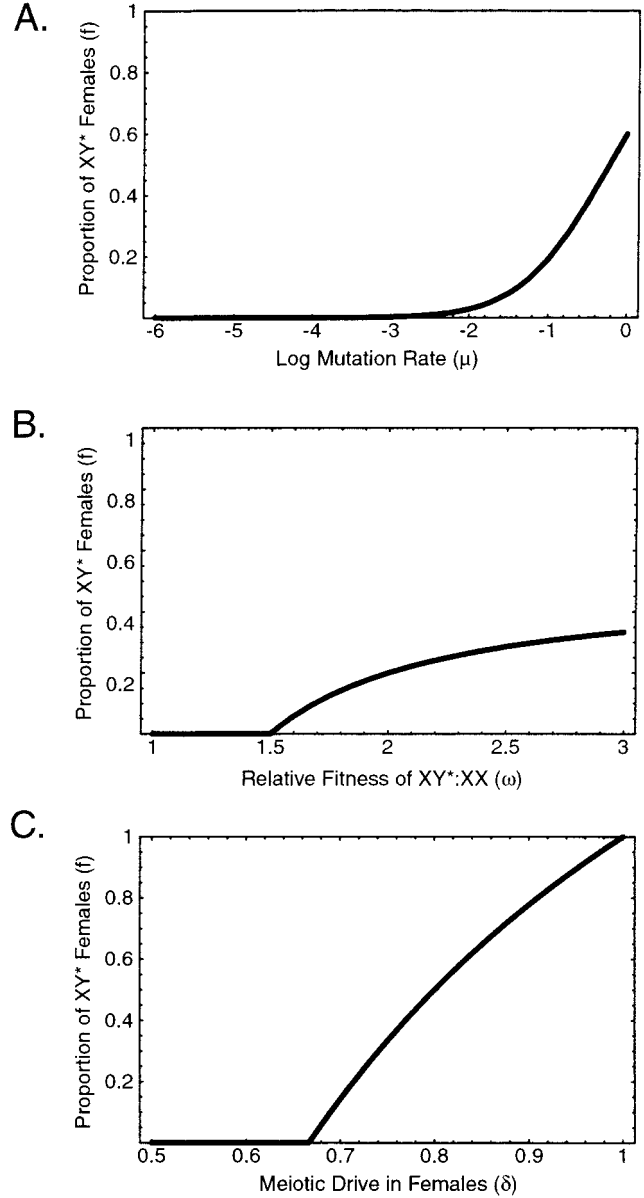 A.
Proportion of XY* Females (f)
1
0.8
0.6
0.4
0.2
-6 -5 -4 -3 -2 -1 0
Log Mutation Rate (μ)
B.
Proportion of XY* Females (f)
1
0.8
0.6
0.4
0.2
1 1.5 2 2.5 3
Relative Fitness of XY*:XX (ω)
C.
Proportion of XY* Females (f)
1
0.8
0.6
0.4
0.2
0.5 0.6 0.7 0.8 0.9 1
Meiotic Drive in Females (δ)